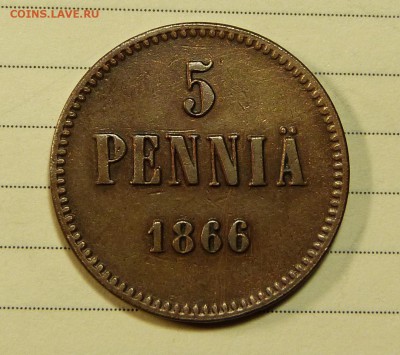 COINS.LAVE.RU
5
PENNIÄ
1866